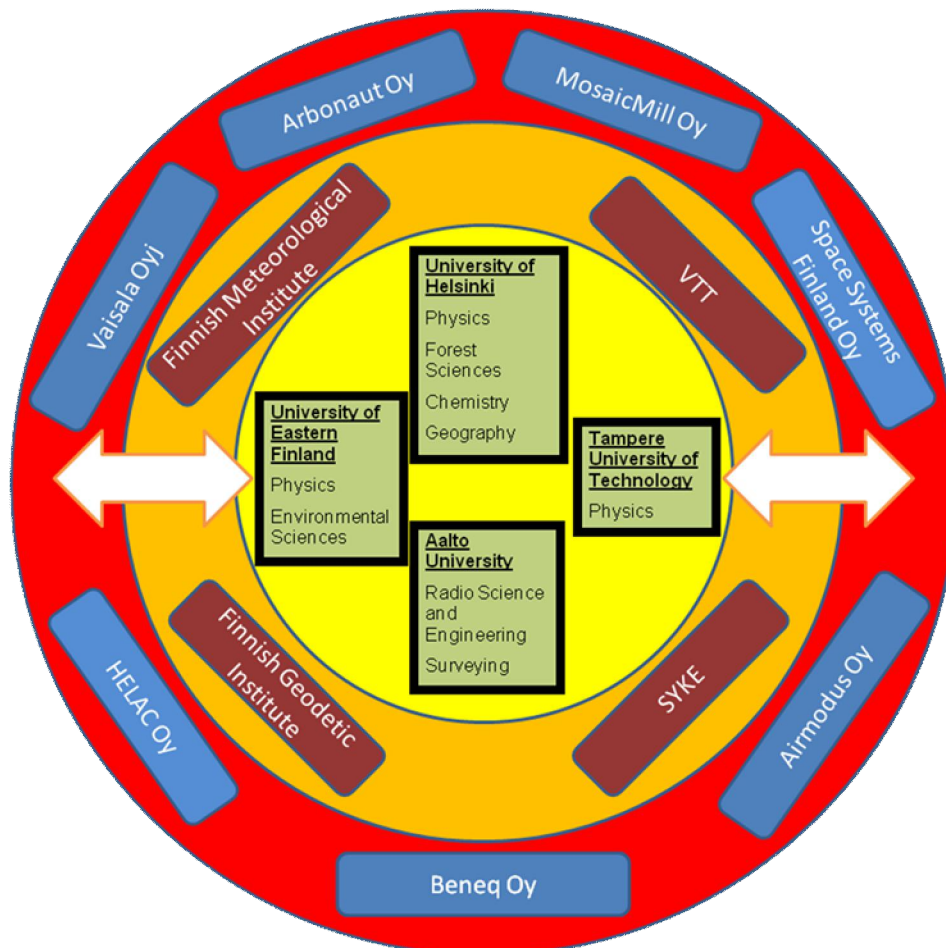 Arbonaut Oy
MosaicMill Oy
Vaisala Oyj
Finnish Meteorological
Institute
VTT
Space Systems
Finland Oy
University of
Helsinki
Physics
Forest
Sciences
Chemistry
Geography
University of
Eastern
Finland
Physics
Environmental
Sciences
Tampere
University of
Technology
Physics
Aalto
University
Radio Science
and
Engineering
Surveying
HELAC Oy
Finnish Geodetic
Institute
SYKE
Airmodus Oy
Beneq Oy